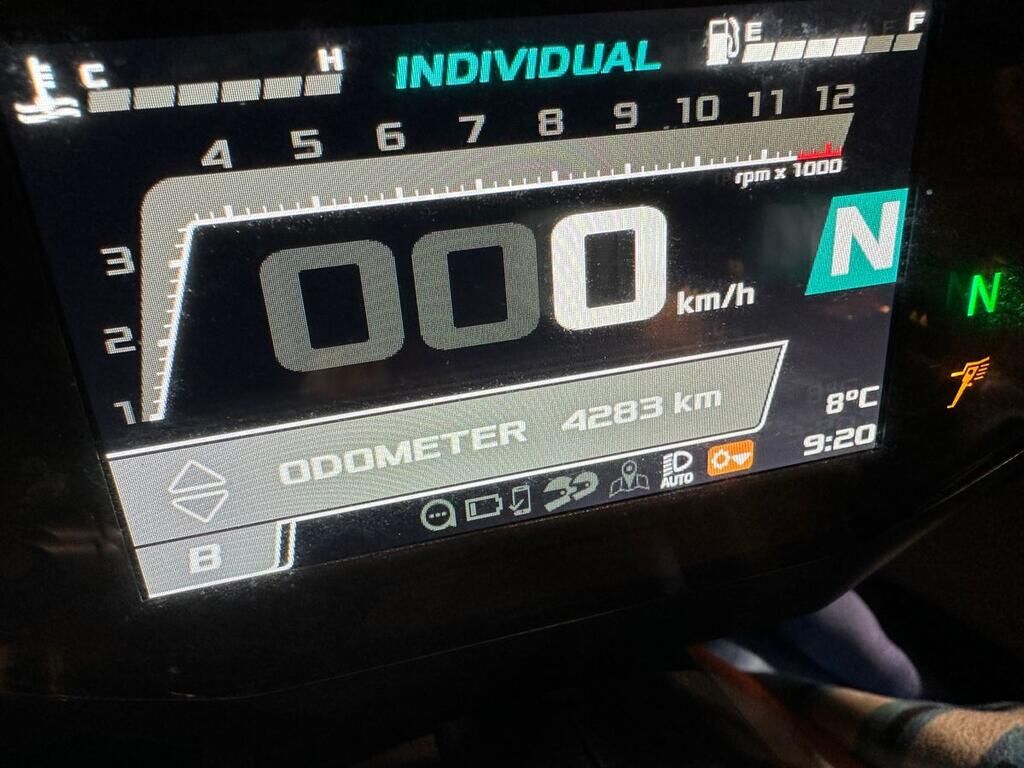 C H
INDIVIDUAL
E F
4 5 6 7 8 9 10 11 12
rpm x 1000
3
2
1
000 km/h
N
N
ODOMETER 4283 km
8°C
9:20
AUTO
B